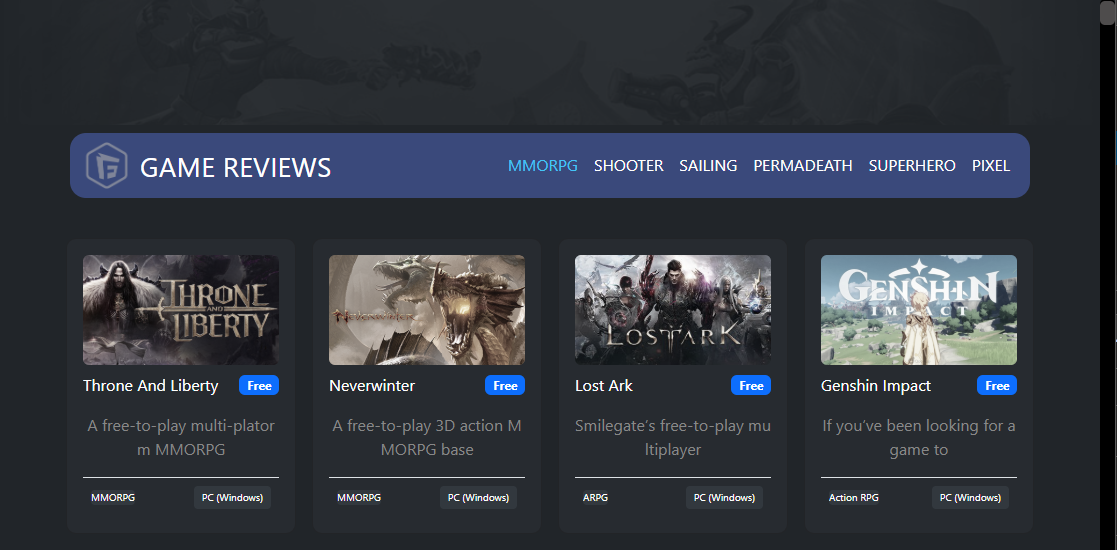 GAME REVIEWS
MMORPG SHOOTER SAILING PERMADEATH SUPERHERO PIXEL
THRONE
AND
LIBERTY
Throne And Liberty Free
A free-to-play multi-plator
m MMORPG
MMORPG PC (Windows)
NEVERWINTER
Neverwinter Free
A free-to-play 3D action M
MORPG base
MMORPG PC (Windows)
LOST ARK
Lost Ark Free
Smilegate’s free-to-play mu
ltiplayer
ARPG PC (Windows)
GENSHIN
IMPACT
Genshin Impact Free
If you’ve been looking for a
game to
Action RPG PC (Windows)